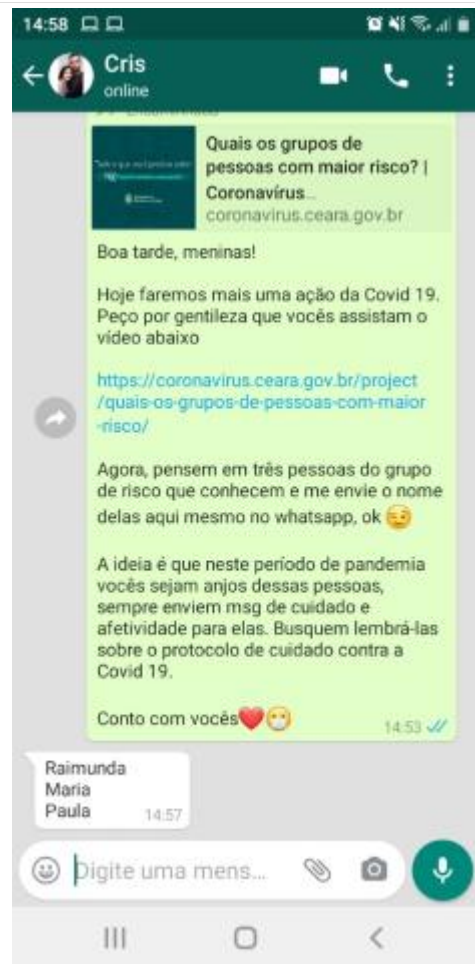 14:58
Cris
online
Quais os grupos de
pessoas com maior risco? |
Coronavírus...
coronavirus.ceara.gov.br
Boa tarde, meninas!
Hoje faremos mais uma ação da Covid 19.
Peço por gentileza que vocês assistam o
vídeo abaixo
https://coronavirus.ceara.gov.br/project
/quais-os-grupos-de-pessoas-com-maior
-risco/
Agora, pensem em três pessoas do grupo
de risco que conhecem e me envie o nome
delas aqui mesmo no whatsapp, ok 😏
A ideia é que neste período de pandemia
vocês sejam anjos dessas pessoas,
sempre enviem msg de cuidado e
afetividade para elas. Busquem lembrá-las
sobre o protocolo de cuidado contra a
Covid 19.
Conto com vocês❤️😷
14:53
Raimunda
Maria
Paula
14:57
Digite uma mens...